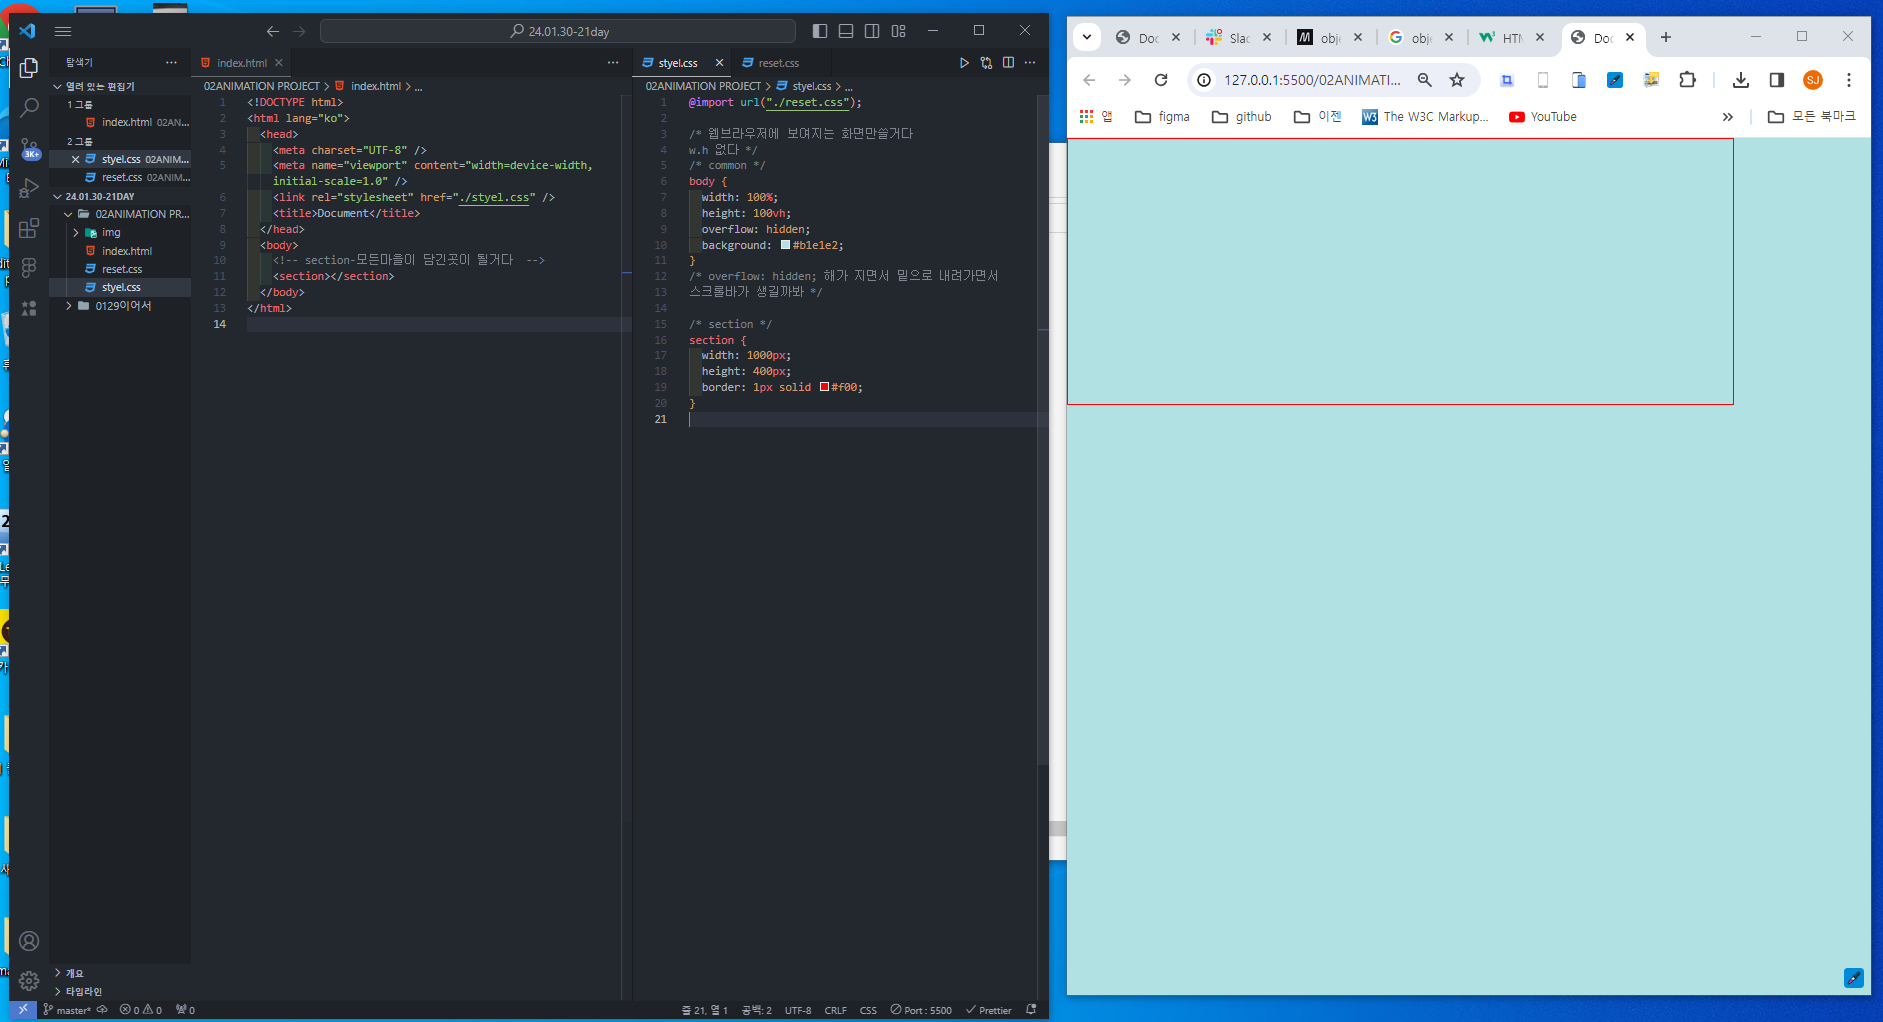 24.01.30-21day
탐색기
열려 있는 편집기
1 그룹
index.html 02AN...
2 그룹
styel.css 02ANIM...
reset.css 02ANIM...
24.01.30-21DAY
02ANIMATION PR...
img
index.html
reset.css
styel.css
0129이어서
개요
타임라인
3K+
index.html
02ANIMATION PROJECT > index.html > ...
1 <!DOCTYPE html>
2 <html lang="ko">
3 <head>
4 <meta charset="UTF-8" />
5 <meta name="viewport" content="width=device-width,
initial-scale=1.0" />
6 <link rel="stylesheet" href="./styel.css" />
7 <title>Document</title>
8 </head>
9 <body>
10 <!-- section-모든마을이 담긴곳이 될거다 -->
11 <section></section>
12 </body>
13 </html>
14
styel.css
reset.css
02ANIMATION PROJECT > styel.css > ...
1 @import url("./reset.css");
2
3 /* 웹브라우저에 보여지는 화면만쓸거다
4 w.h 없다 */
5 /* common */
6 body {
7 width: 100%;
8 height: 100vh;
9 overflow: hidden;
10 background: #b1e1e2;
11 }
12 /* overflow: hidden; 해가 지면서 밑으로 내려가면서
13 스크롤바가 생길까봐 */
14
15 /* section */
16 section {
17 width: 1000px;
18 height: 400px;
19 border: 1px solid #f00;
20 }
21
master*
0 0
0
줄 21, 열 1
공백: 2
UTF-8
CRLF
CSS
Port : 5500
Prettier
Doc
Slac
obje
obje
HTM
Doc
127.0.0.1:5500/02ANIMATI...
SJ
앱
figma
github
이젠
The W3C Markup...
YouTube
모든 북마크